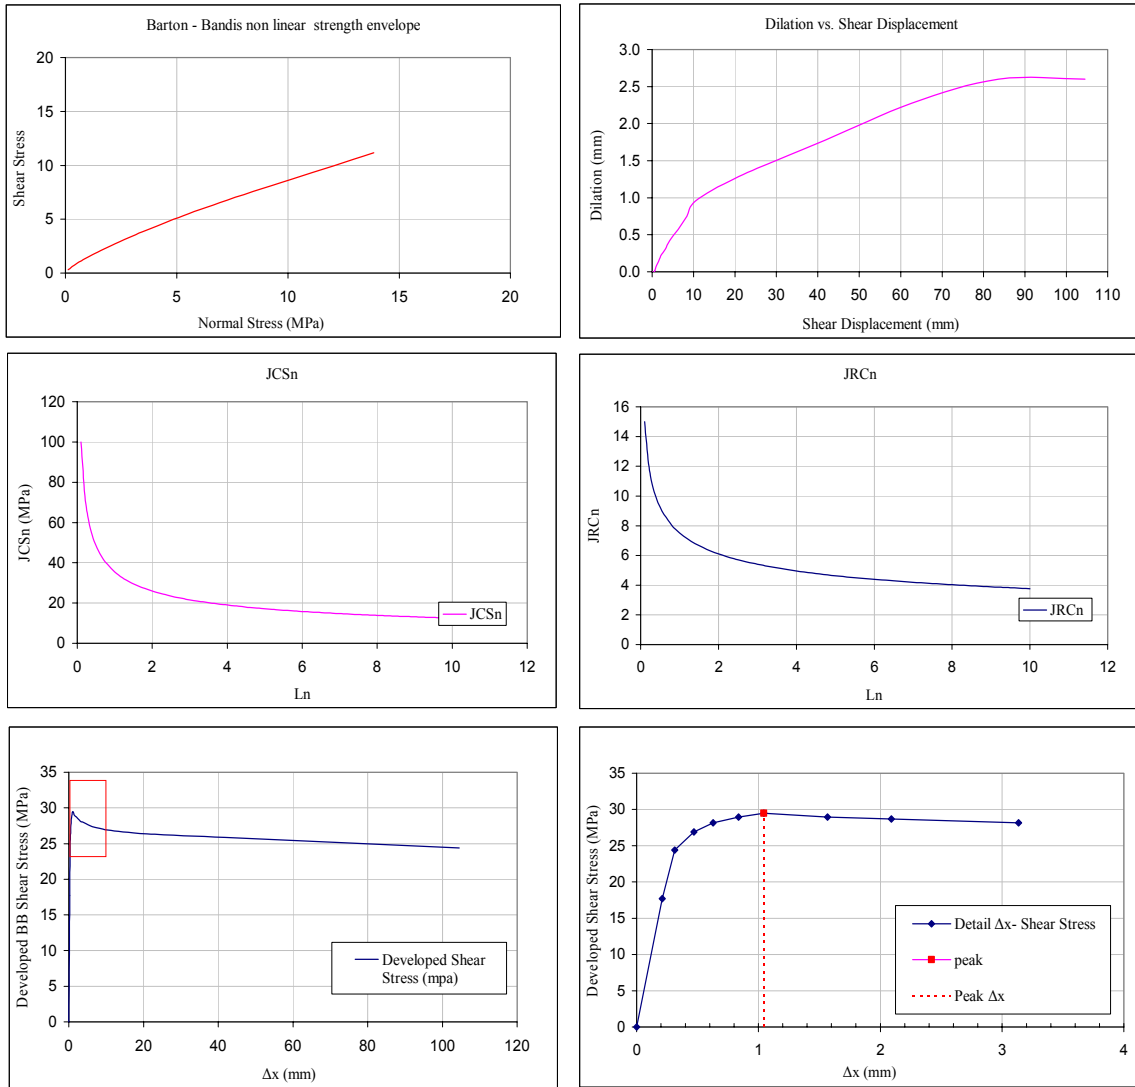 Barton - Bandis non linear  strength envelope
20
15
10
5
0
0 5 10 15 20
Shear Stress
Normal Stress (MPa)
Dilation vs. Shear Displacement
3.0
2.5
2.0
1.5
1.0
0.5
0.0
0 10 20 30 40 50 60 70 80 90 100 110
Dilation (mm)
Shear Displacement (mm)
JCSn
120
100
80
60
40
20
0
0 2 4 6 8 10 12
JCSn (MPa)
Ln
JCSn
JRCn
16
14
12
10
8
6
4
2
0
0 2 4 6 8 10 12
JRCn
Ln
JRCn
35
30
25
20
15
10
5
0
0 20 40 60 80 100 120
Developed BB Shear Stress (MPa)
Δx (mm)
Developed Shear
Stress (mpa)
35
30
25
20
15
10
5
0
0 1 2 3 4
Developed Shear Stress (MPa)
Δx (mm)
Detail Δx- Shear Stress
peak
Peak Δx